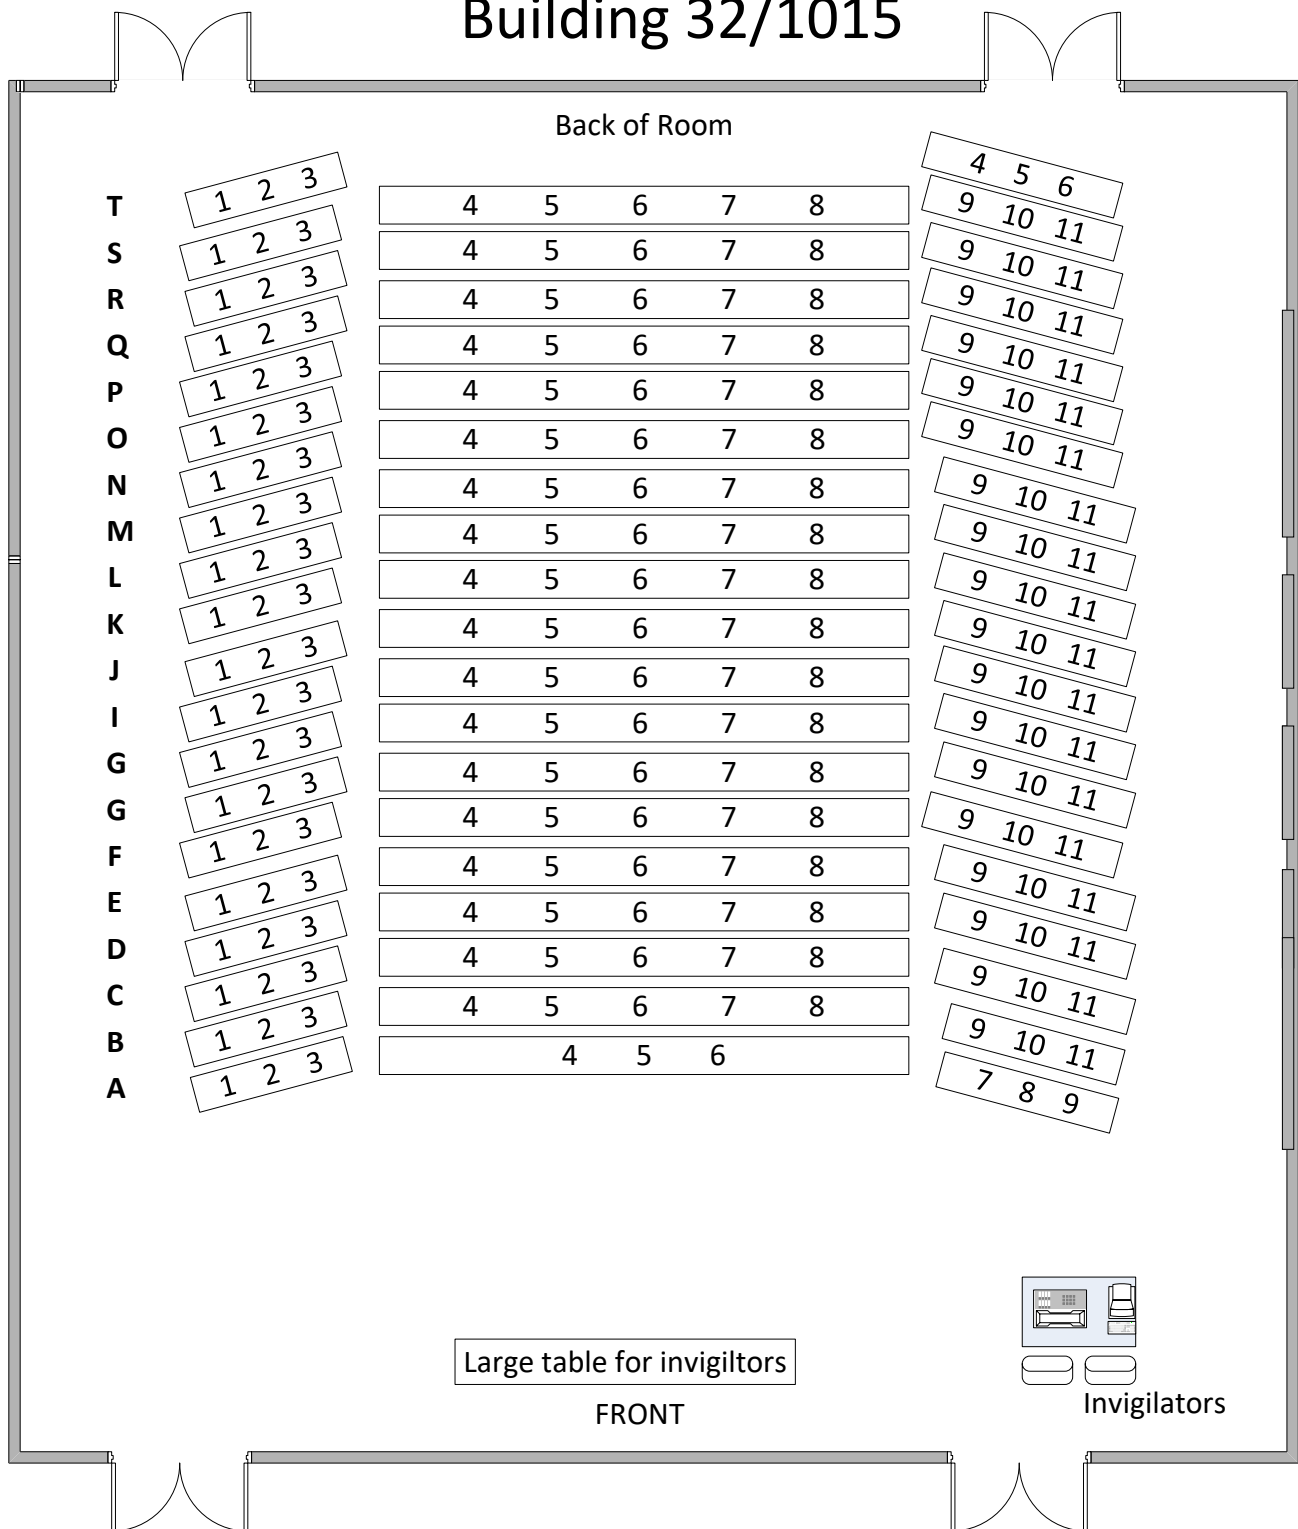 Building 32/1015
Back of Room
T 1 2 3 4 5 6
S 1 2 3 4 5 6 7 8 9 10 11
R 1 2 3 4 5 6 7 8 9 10 11
Q 1 2 3 4 5 6 7 8 9 10 11
P 1 2 3 4 5 6 7 8 9 10 11
O 1 2 3 4 5 6 7 8 9 10 11
N 1 2 3 4 5 6 7 8 9 10 11
M 1 2 3 4 5 6 7 8 9 10 11
L 1 2 3 4 5 6 7 8 9 10 11
K 1 2 3 4 5 6 7 8 9 10 11
J 1 2 3 4 5 6 7 8 9 10 11
I 1 2 3 4 5 6 7 8 9 10 11
G 1 2 3 4 5 6 7 8 9 10 11
G 1 2 3 4 5 6 7 8 9 10 11
F 1 2 3 4 5 6 7 8 9 10 11
E 1 2 3 4 5 6 7 8 9 10 11
D 1 2 3 4 5 6 7 8 9 10 11
C 1 2 3 4 5 6 7 8 9 10 11
B 1 2 3 4 5 6 7 8 9 10 11
A 1 2 3 4 5 6 7 8 9
Large table for invigiltors
Invigilators
FRONT